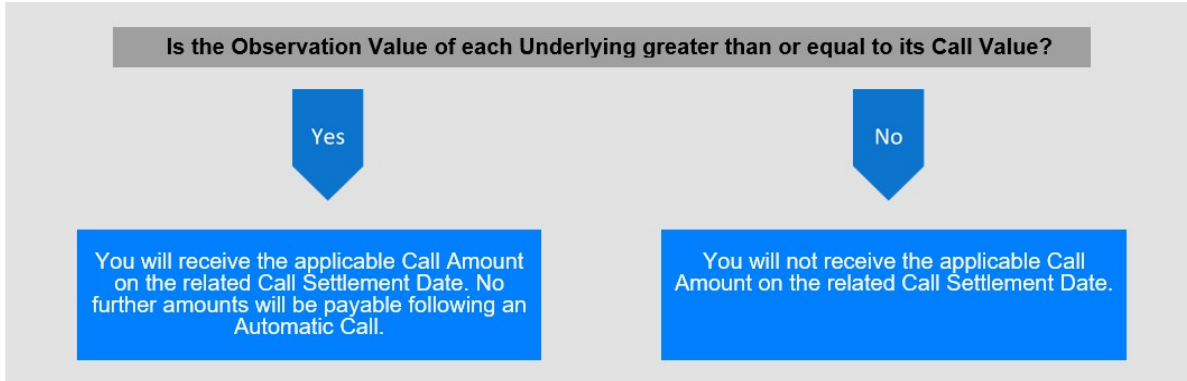 Is the Observation Value of each Underlying greater than or equal to its Call Value?
Yes
No
You will receive the applicable Call Amount
on the related Call Settlement Date. No
further amounts will be payable following an
Automatic Call.
You will not receive the applicable Call
Amount on the related Call Settlement Date.